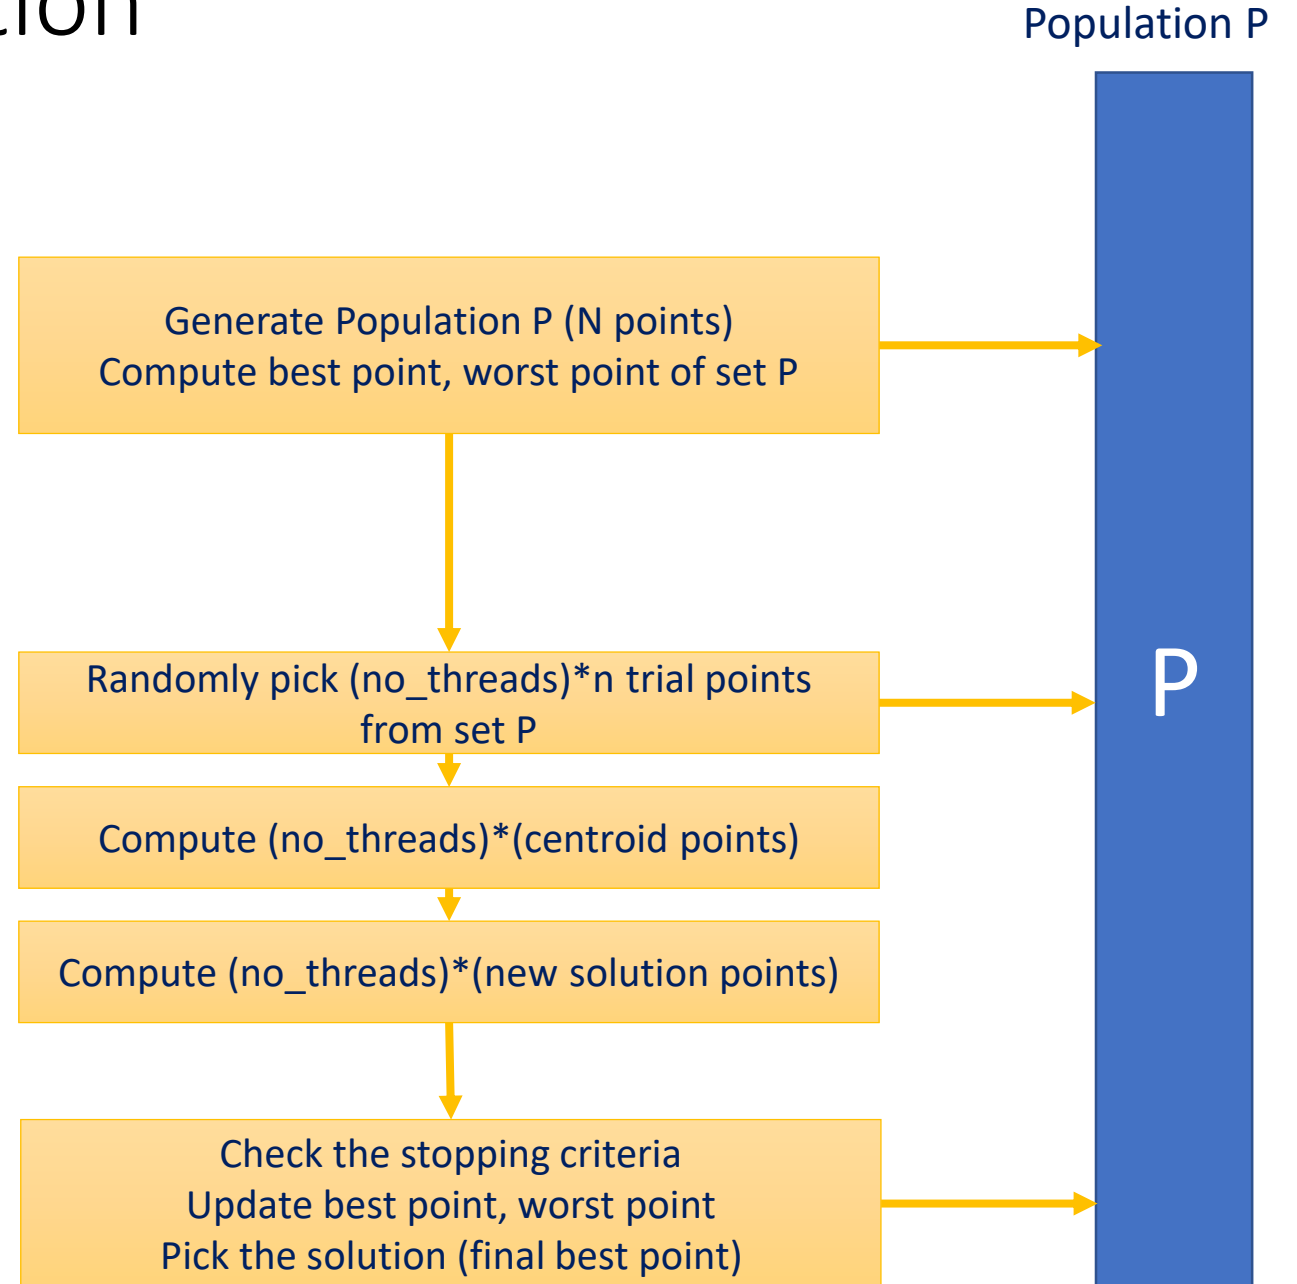 Population P
Generate Population P (N points)
Compute best point, worst point of set P
Randomly pick (no_threads)*n trial points
from set P
P
Compute (no_threads)*(centroid points)
Compute (no_threads)*(new solution points)
Check the stopping criteria
Update best point, worst point
Pick the solution (final best point)